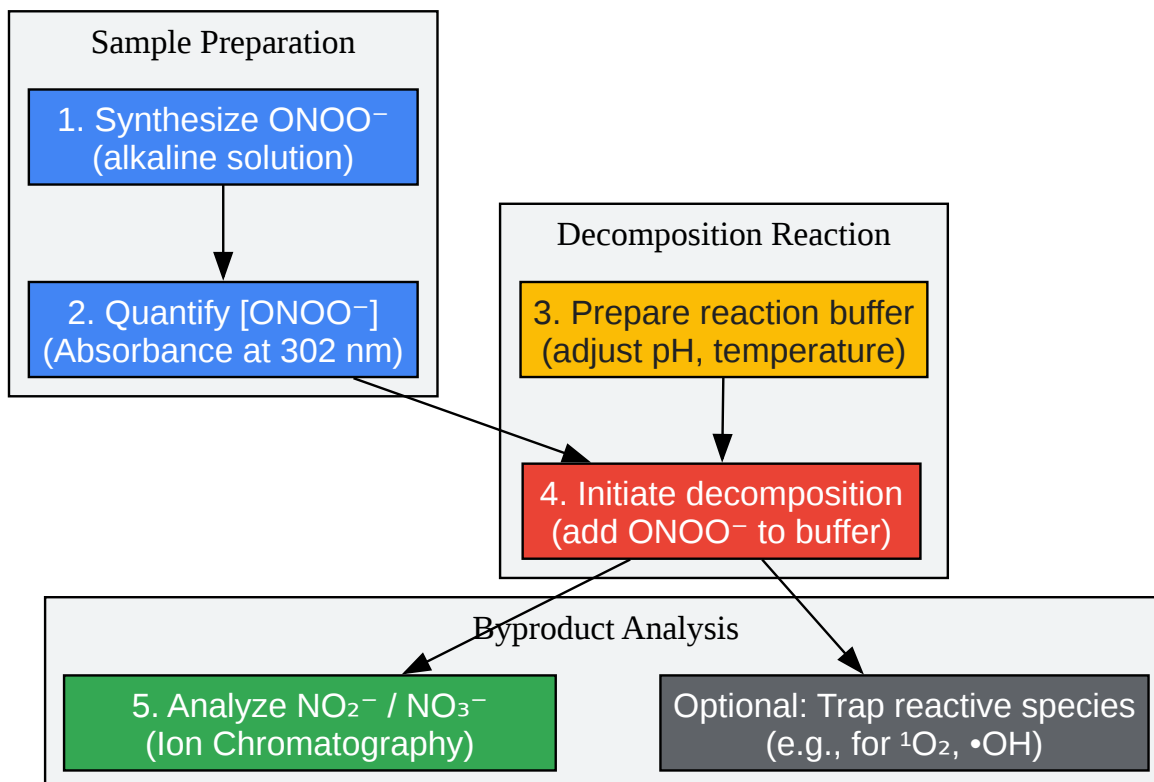 Sample Preparation
1. Synthesize ONOO⁻
(alkaline solution)
2. Quantify [ONOO⁻]
(Absorbance at 302 nm)
Decomposition Reaction
3. Prepare reaction buffer
(adjust pH, temperature)
4. Initiate decomposition
(add ONOO⁻ to buffer)
Byproduct Analysis
5. Analyze NO₂⁻ / NO₃⁻
(Ion Chromatography)
Optional: Trap reactive species
(e.g., for ¹O₂, •OH)